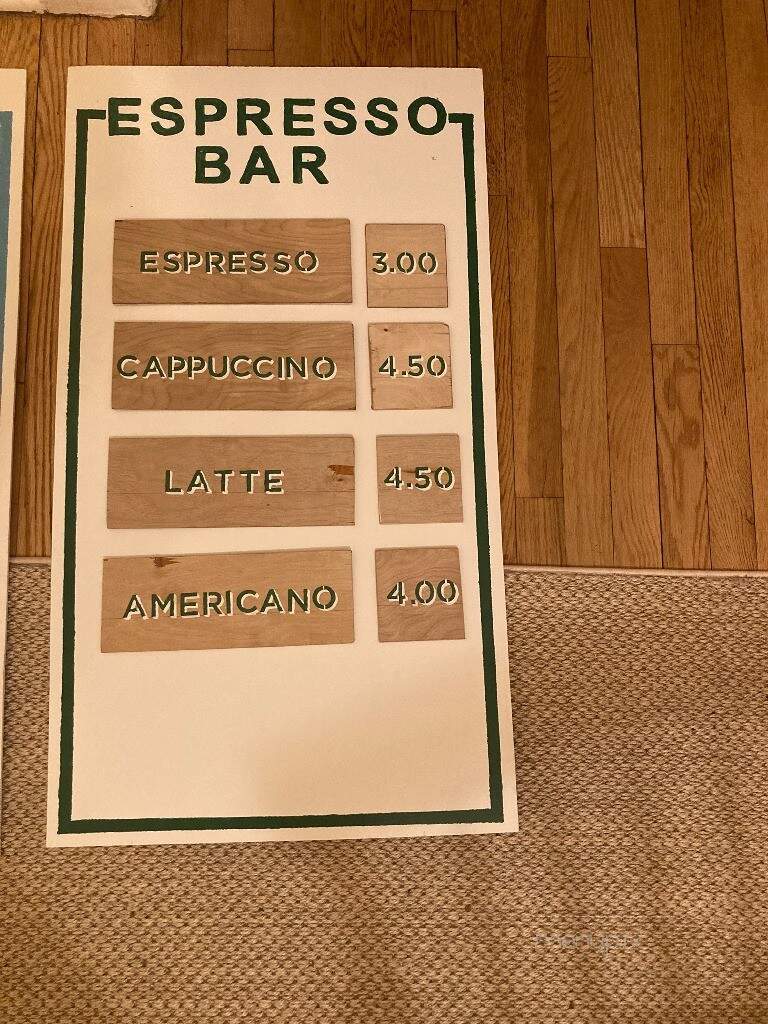 ESPRESSO
BAR
ESPRESSO 3.00
CAPPUCCINO 4.50
LATTE 4.50
AMERICANO 4.00